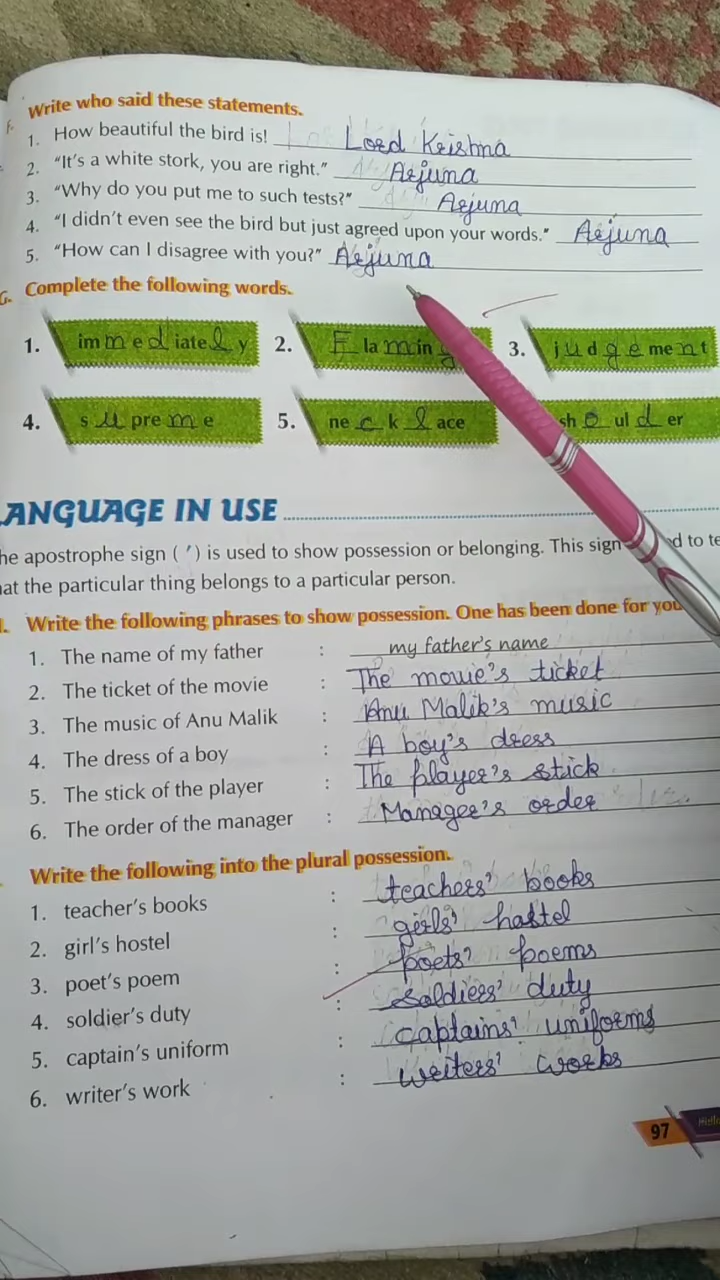 F. Write who said these statements.
1. How beautiful the bird is! Lord Krishna
2. "It's a white stork, you are right." Arjuna
3. "Why do you put me to such tests?" Arjuna
4. "I didn't even see the bird but just agreed upon your words." Arjuna
5. "How can I disagree with you?" Arjuna
G. Complete the following words.
1. immediately 2. Flaming 3. judgement
4. supreme 5. necklace shoulder
LANGUAGE IN USE
he apostrophe sign ( ’ ) is used to show possession or belonging. This sign d to te
hat the particular thing belongs to a particular person.
Write the following phrases to show possession. One has been done for you
1. The name of my father : my father's name
2. The ticket of the movie : The movie's ticket
3. The music of Anu Malik : Anu Malik's music
4. The dress of a boy : A boy's dress
5. The stick of the player : The player's stick
6. The order of the manager : Manager's order
Write the following into the plural possession.
1. teacher's books : teachers' books
2. girl's hostel : girls' hostel
3. poet's poem : poets' poems
4. soldier's duty : soldiers' duty
5. captain's uniform : captains' uniforms
6. writer's work : writers' works
97